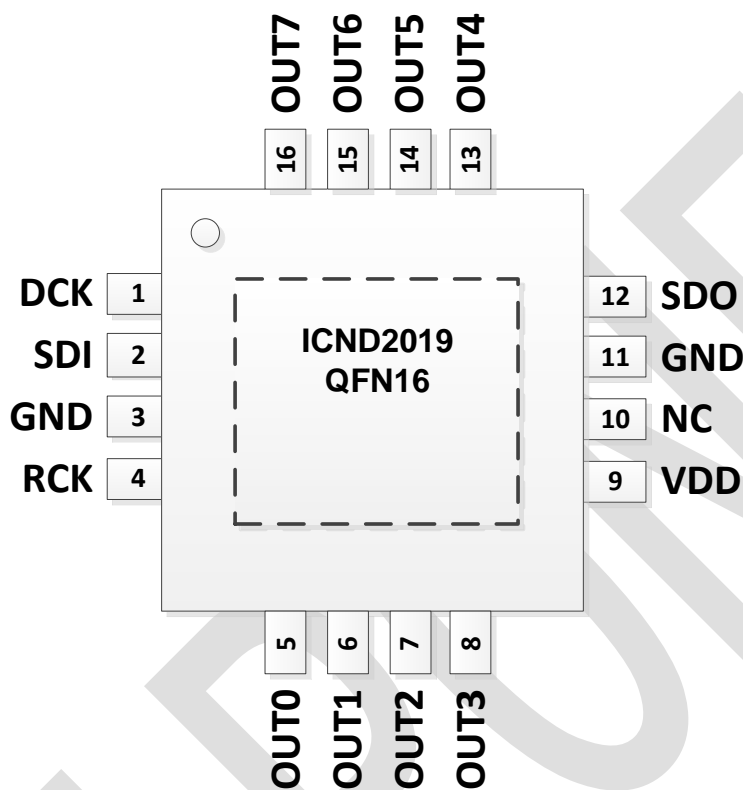 OUT7
OUT6
OUT5
OUT4
16
15
14
13
DCK 1
SDI 2
GND 3
RCK 4
ICND2019
QFN16
12 SDO
11 GND
10 NC
9 VDD
5
6
7
8
OUT0
OUT1
OUT2
OUT3